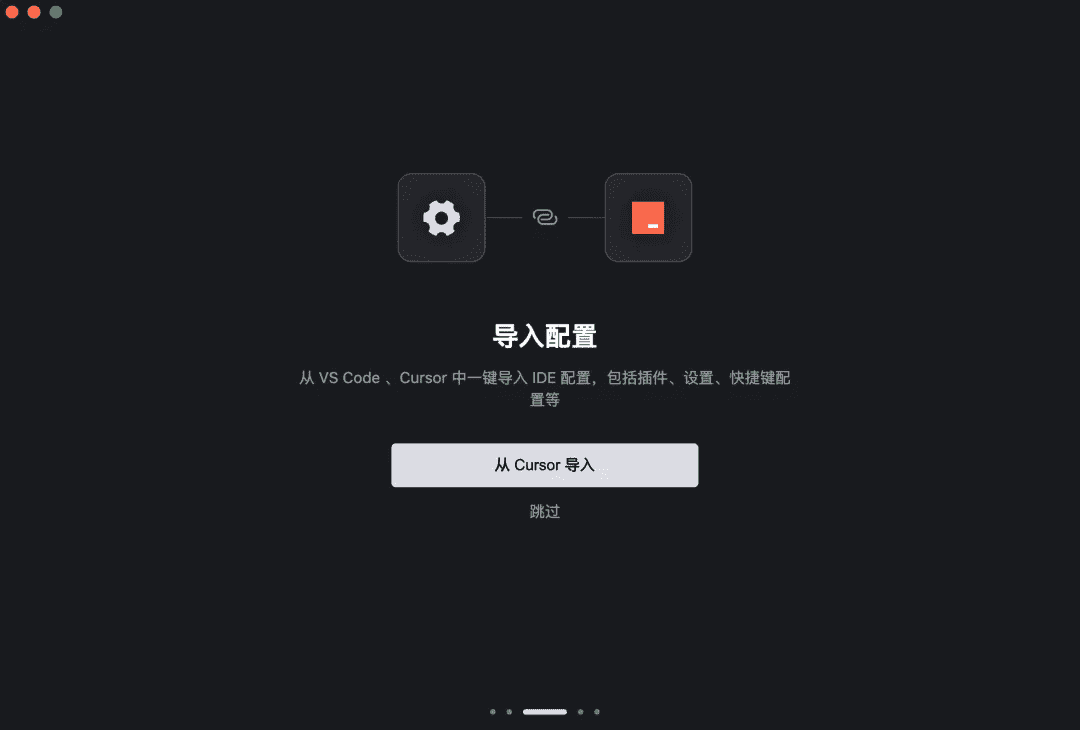 导入配置
从 VS Code 、Cursor 中一键导入 IDE 配置，包括插件、设置、快捷键配
置等
从 Cursor 导入
跳过